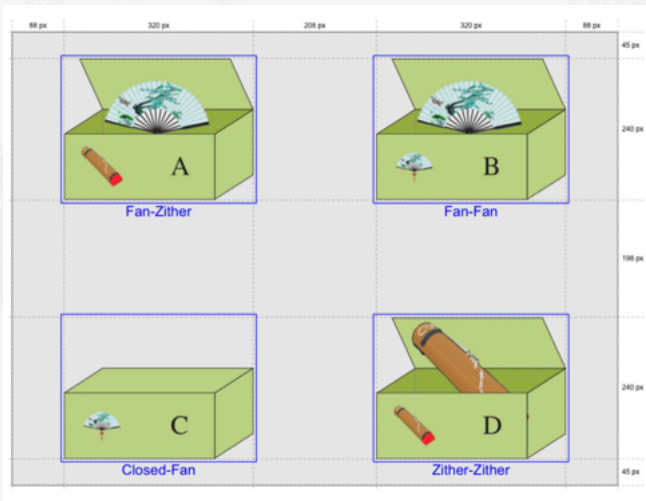 88 px 320 px 208 px 320 px 88 px
45 px
240 px
A B
Fan-Zither Fan-Fan
198 px
240 px
C D
Closed-Fan Zither-Zither
45 px